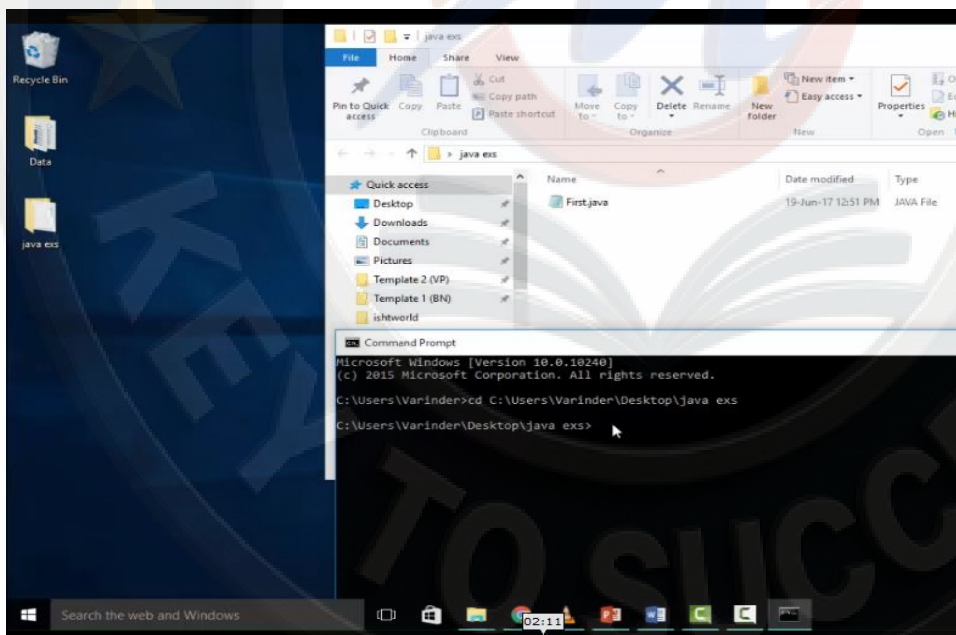 java exs
File Home Share View
Recycle Bin
Pin to Quick access
Copy
Paste
Cut
Copy path
Paste shortcut
Move to
Copy to
Delete
Rename
New folder
New item
Easy access
Properties
Clipboard
Organize
New
Open
Data
java exs
java exs
Quick access
Desktop
Downloads
Documents
Pictures
Template 2 (VP)
Template 1 (BN)
ishtworld
Name Date modified Type
First.java 19-Jun-17 12:51 PM JAVA File
Command Prompt
Microsoft Windows [Version 10.0.10240]
(c) 2015 Microsoft Corporation. All rights reserved.
C:\Users\Varinder>cd C:\Users\Varinder\Desktop\java exs
C:\Users\Varinder\Desktop\java exs>
KEY TO SUCC
Search the web and Windows
02:11